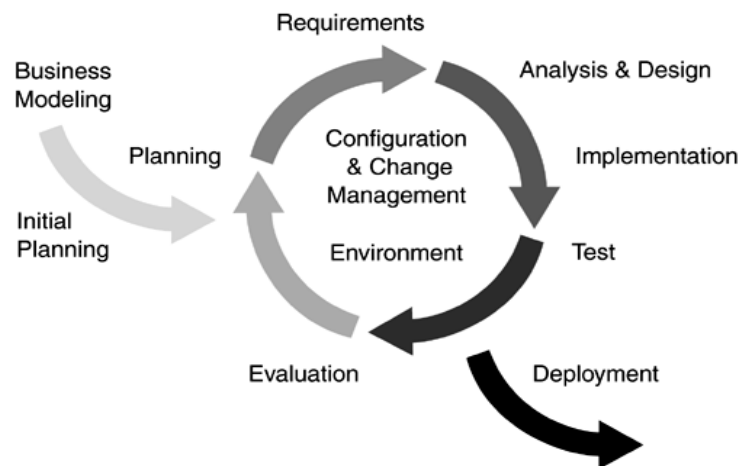 Requirements
Business
Modeling
Analysis & Design
Planning
Configuration
& Change
Management
Implementation
Initial
Planning
Environment
Test
Evaluation
Deployment